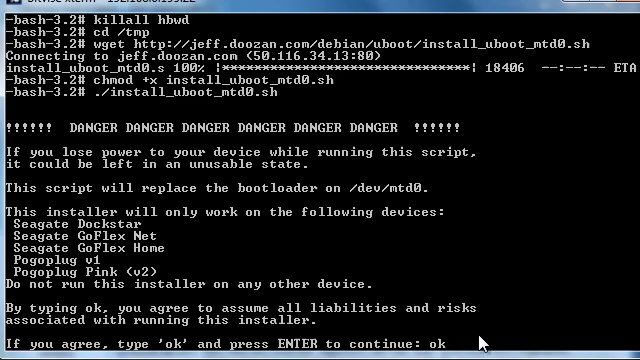 -bash-3.2# killall hbwd
-bash-3.2# cd /tmp
-bash-3.2# wget http://jeff.doozan.com/debian/uboot/install_uboot_mtd0.sh
Connecting to jeff.doozan.com (50.116.34.13:80)
install_uboot_mtd0.s 100% |*******************************| 18406 --:--:-- ETA
-bash-3.2# chmod +x install_uboot_mtd0.sh
-bash-3.2# ./install_uboot_mtd0.sh
!!!!!! DANGER DANGER DANGER DANGER DANGER DANGER !!!!!!
If you lose power to your device while running this script,
it could be left in an unusable state.
This script will replace the bootloader on /dev/mtd0.
This installer will only work on the following devices:
Seagate Dockstar
Seagate GoFlex Net
Seagate GoFlex Home
Pogoplug v1
Pogoplug Pink (v2)
Do not run this installer on any other device.
By typing ok, you agree to assume all liabilities and risks
associated with running this installer.
If you agree, type 'ok' and press ENTER to continue: ok